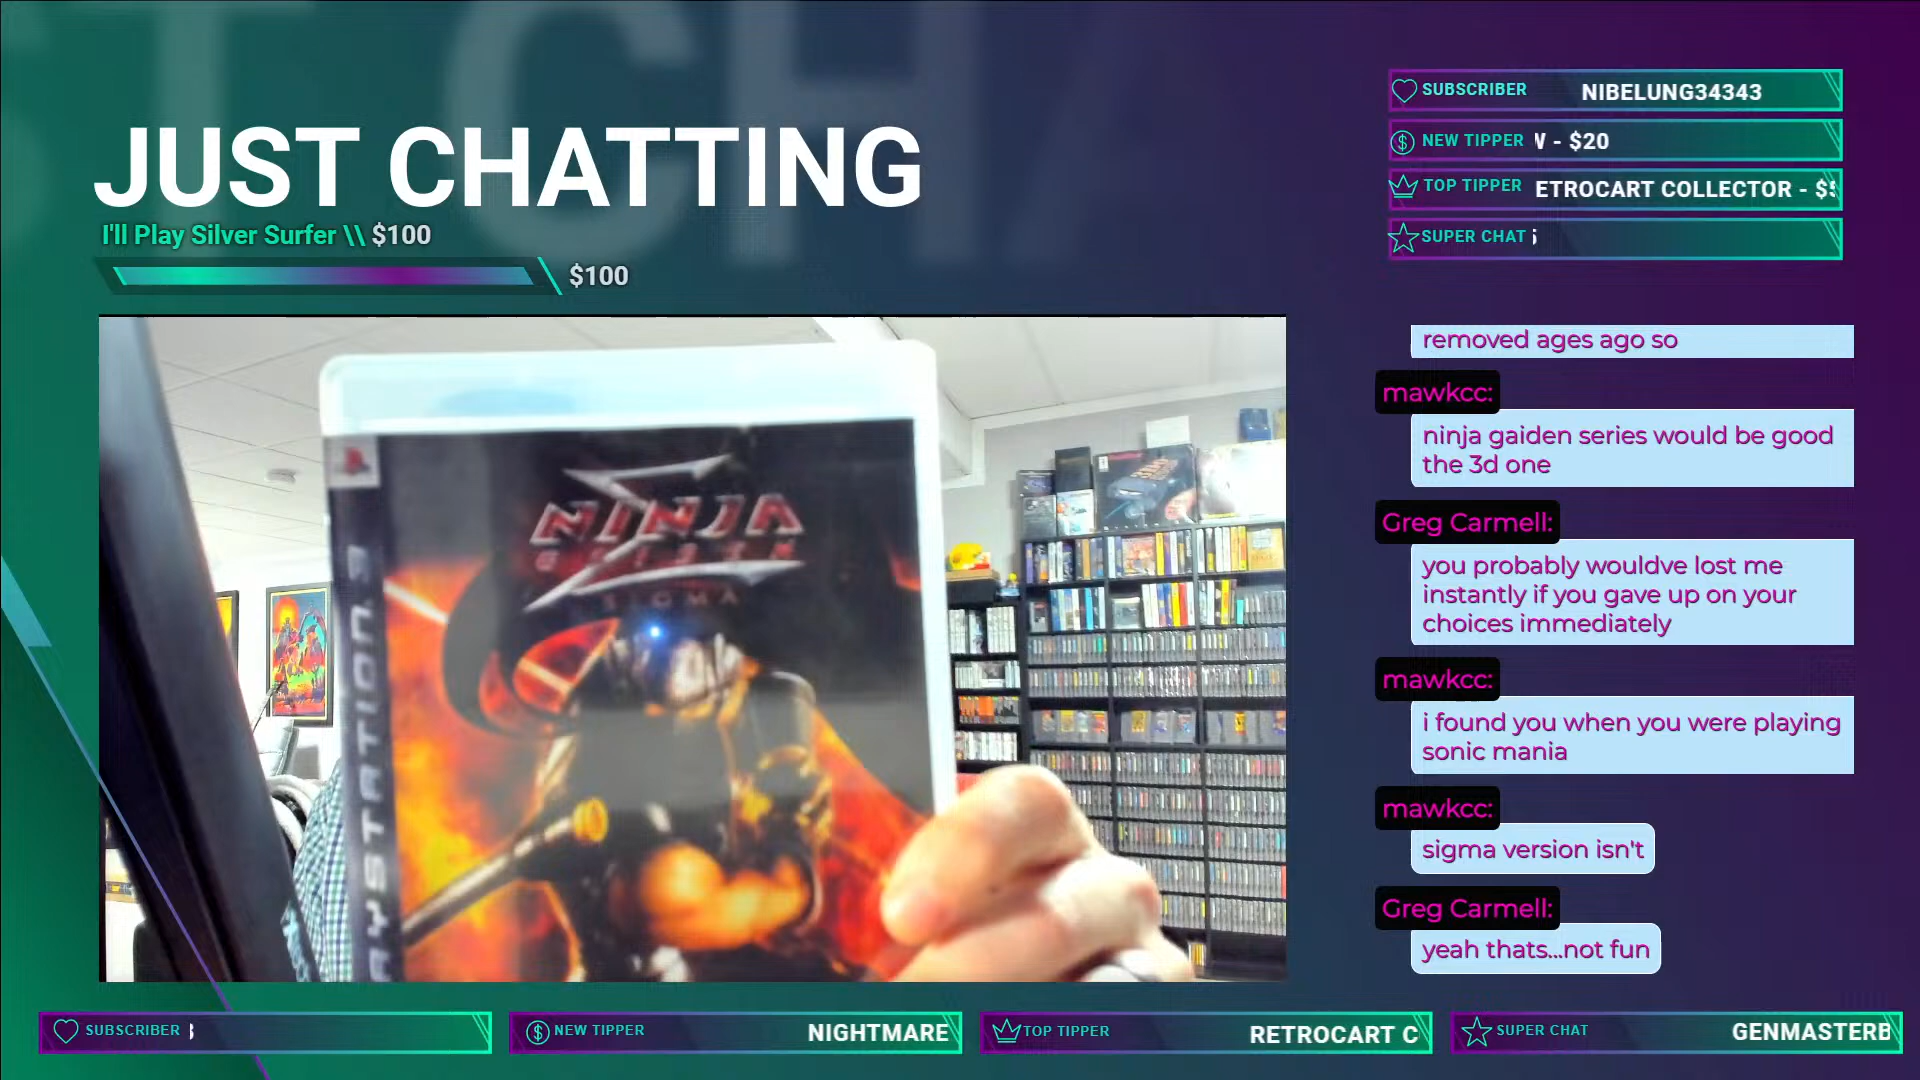 JUST CHATTING
I'll Play Silver Surfer \\ $100
$100
SUBSCRIBER NIBELUNG34343
NEW TIPPER - $20
TOP TIPPER ETROCART COLLECTOR - $
SUPER CHAT
removed ages ago so
mawkcc:
ninja gaiden series would be good
the 3d one
Greg Carmell:
you probably wouldve lost me
instantly if you gave up on your
choices immediately
mawkcc:
i found you when you were playing
sonic mania
mawkcc:
sigma version isn't
Greg Carmell:
yeah thats...not fun
NINJA
GAIDEN
SIGMA
AYSTATION 3
SUBSCRIBER
NEW TIPPER NIGHTMARE
TOP TIPPER RETROCART C
SUPER CHAT GENMASTERB